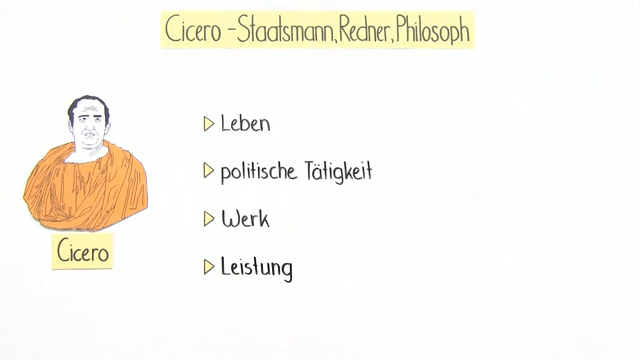 Cicero - Staatsmann, Redner, Philosoph
Leben
politische Tätigkeit
Werk
Leistung
Cicero